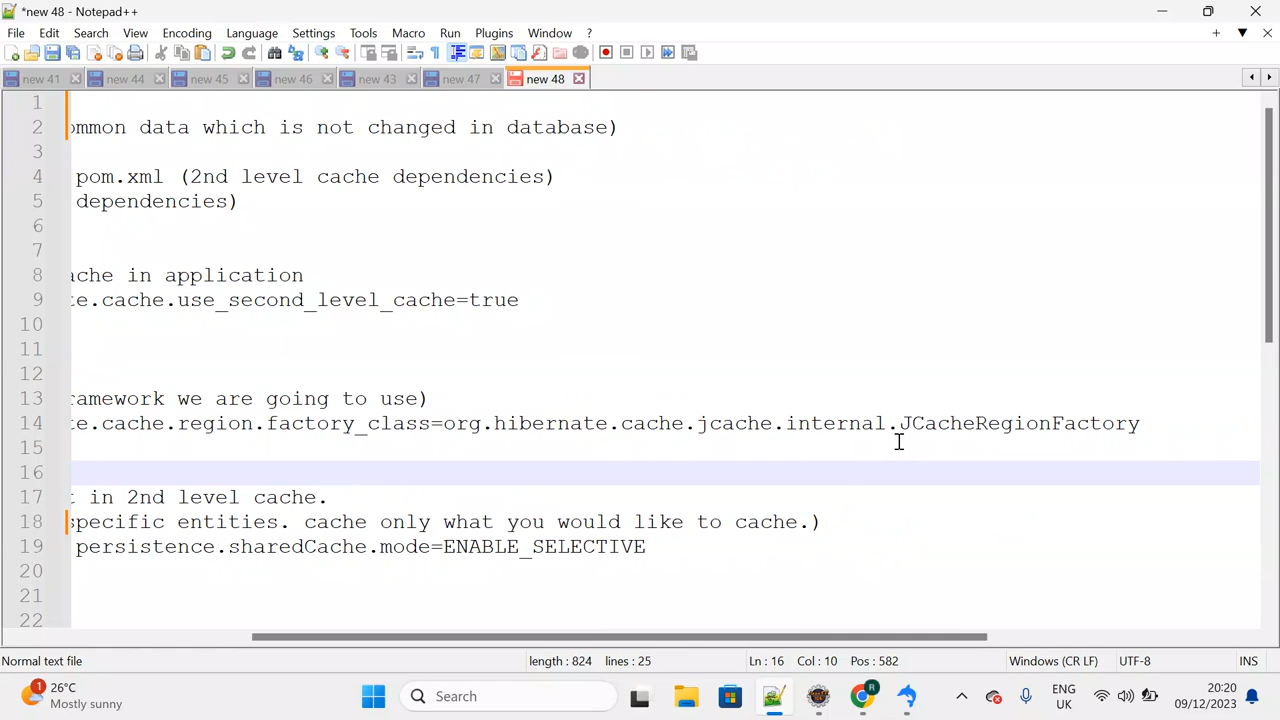 *new 48 - Notepad++
File Edit Search View Encoding Language Settings Tools Macro Run Plugins Window ?
new 41 new 44 new 45 new 46 new 43 new 47 new 48
1
2 ommon data which is not changed in database)
3
4 pom.xml (2nd level cache dependencies)
5 dependencies)
6
7
8 ache in application
9 te.cache.use_second_level_cache=true
10
11
12
13 ramework we are going to use)
14 te.cache.region.factory_class=org.hibernate.cache.jcache.internal.JCacheRegionFactory
15
16
17 t in 2nd level cache.
18 specific entities. cache only what you would like to cache.)
19 persistence.sharedCache.mode=ENABLE_SELECTIVE
20
21
22
Normal text file length : 824 lines : 25 Ln : 16 Col : 10 Pos : 582 Windows (CR LF) UTF-8 INS
1 26°C Mostly sunny
Search
R
ENG UK
20:20 09/12/2023